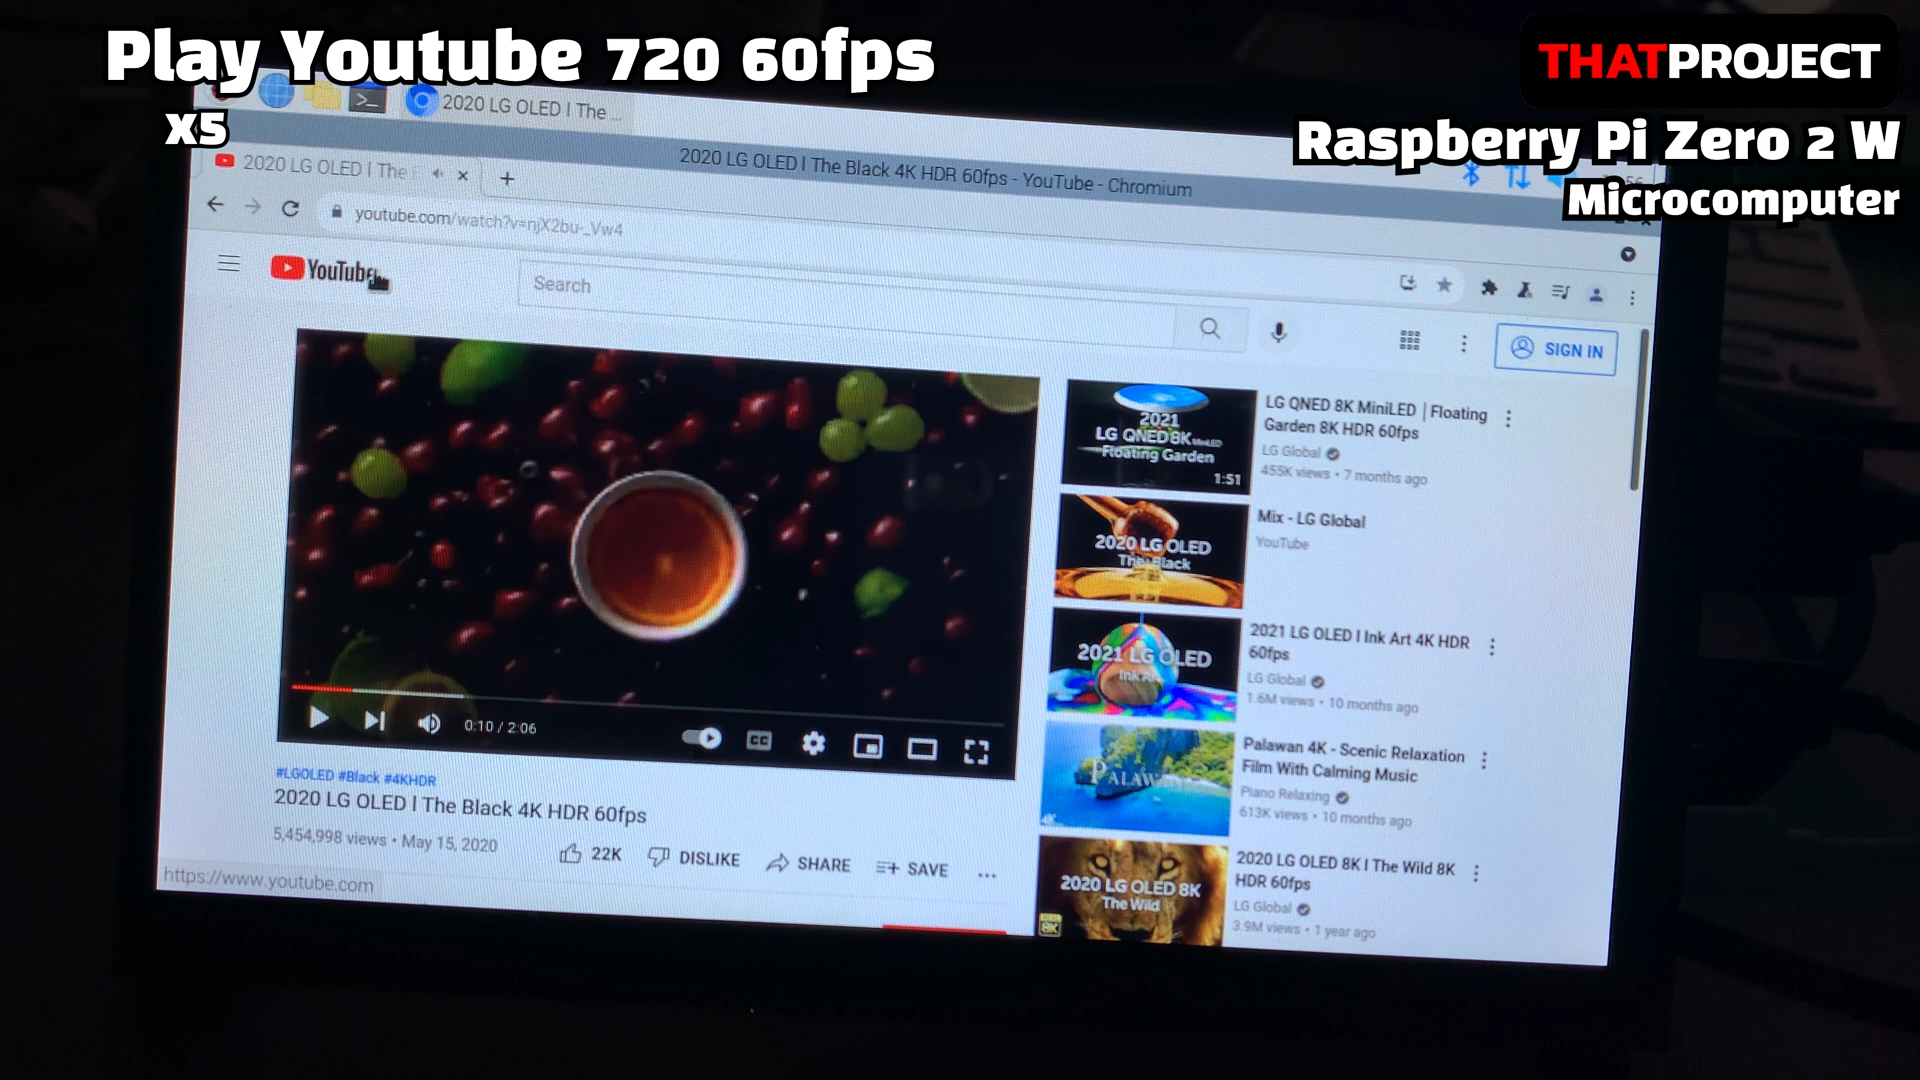 Play Youtube 720 60fps
x5
THATPROJECT
Raspberry Pi Zero 2 W
Microcomputer
2020 LG OLED l The ...
2020 LG OLED l The Black 4K HDR 60fps - YouTube - Chromium
2020 LG OLED l The
youtube.com/watch?v=njX2bu-_Vw4
YouTube
Search
SIGN IN
0:10 / 2:06
CC
#LGOLED #Black #4KHDR
2020 LG OLED l The Black 4K HDR 60fps
5,454,998 views • May 15, 2020
22K
DISLIKE
SHARE
SAVE
https://www.youtube.com
2021
LG QNED 8K MiniLED
Floating Garden
1:51
LG QNED 8K MiniLED | Floating
Garden 8K HDR 60fps
LG Global
455K views • 7 months ago
2020 LG OLED
The Black
Mix - LG Global
YouTube
2021 LG OLED
Ink Art
2021 LG OLED l Ink Art 4K HDR
60fps
LG Global
1.6M views • 10 months ago
PALAWAN
4K
Palawan 4K - Scenic Relaxation
Film With Calming Music
Piano Relaxing
613K views • 10 months ago
2020 LG OLED 8K
The Wild
8K
2020 LG OLED 8K l The Wild 8K
HDR 60fps
LG Global
3.9M views • 1 year ago